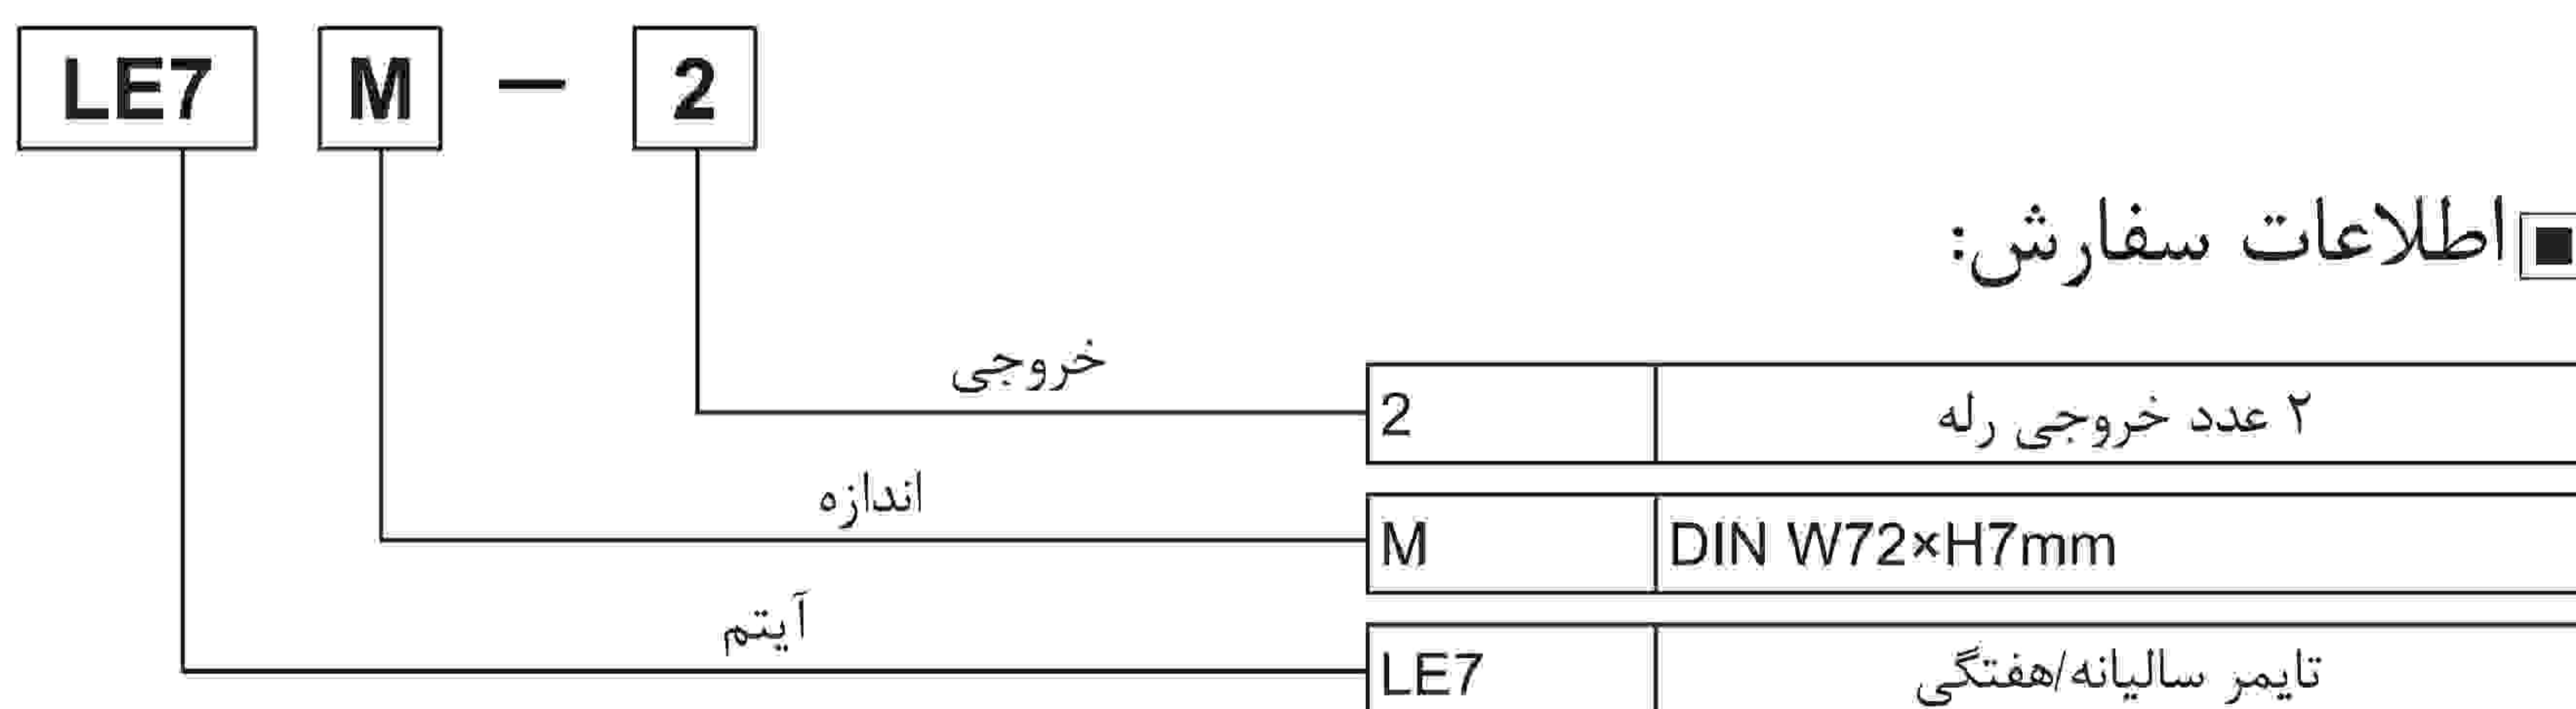 LE7 M – 2
اطلاعات سفارش:
خروجی
2 ۲ عدد خروجی رله
اندازه
M DIN W72×H7mm
آیتم
LE7 تایمر سالیانه/هفتگی